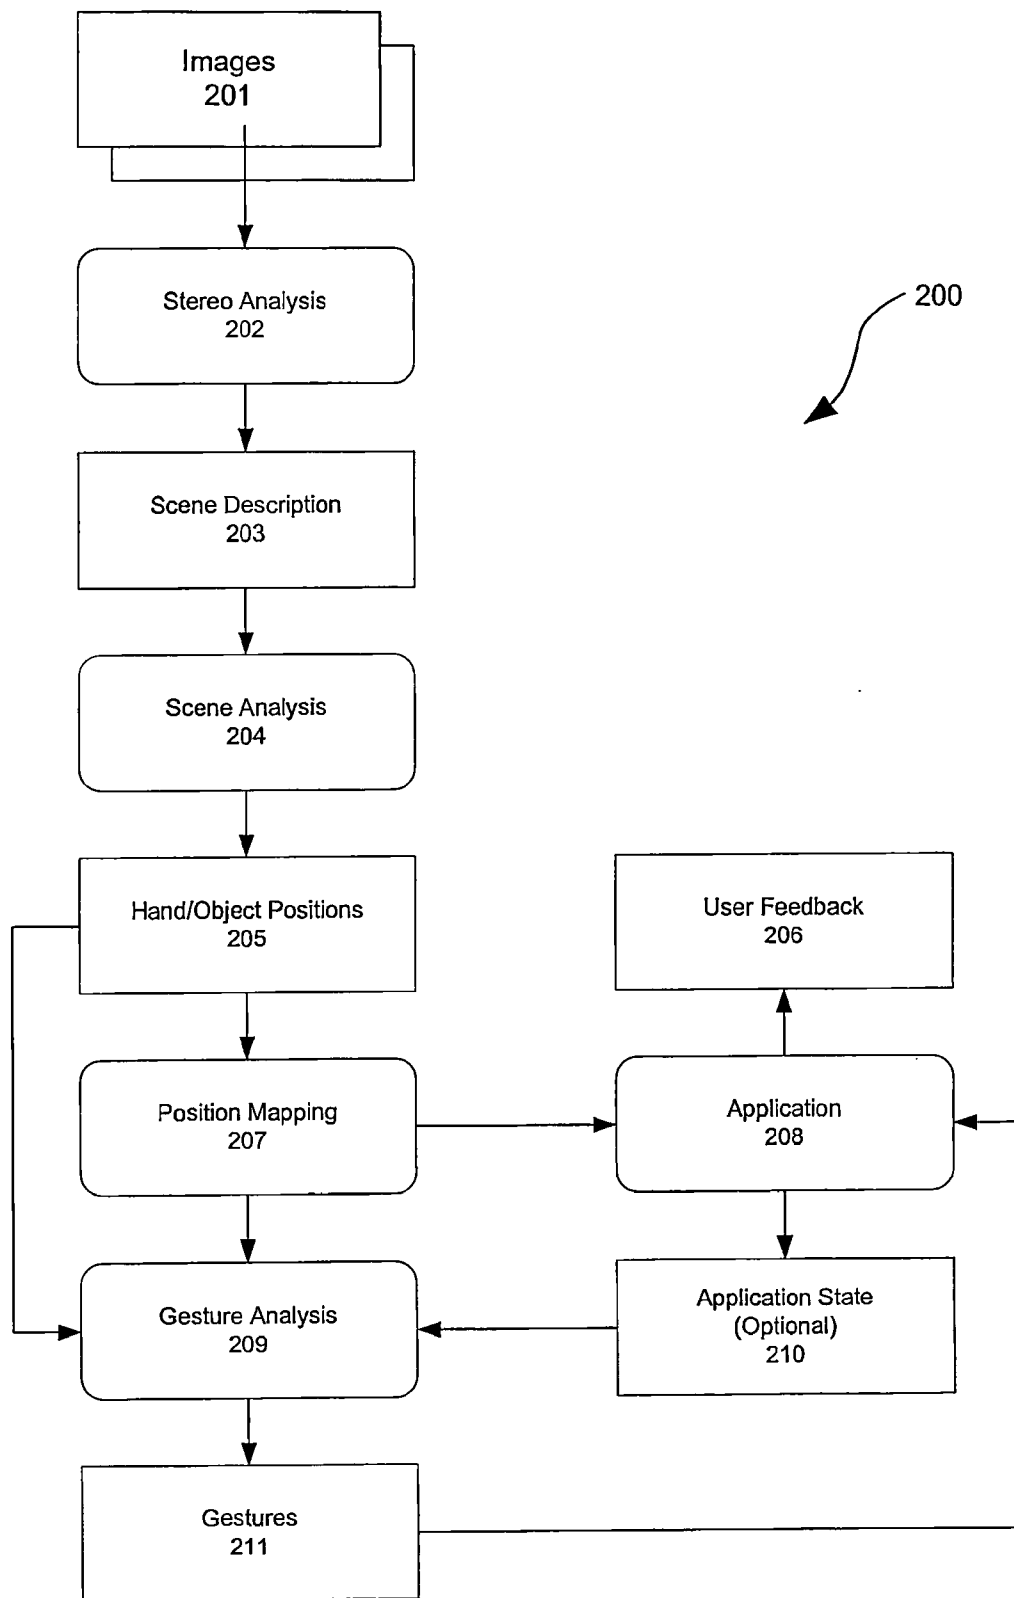 Images
201
Stereo Analysis
202
200
Scene Description
203
Scene Analysis
204
Hand/Object Positions
205
User Feedback
206
Position Mapping
207
Application
208
Gesture Analysis
209
Application State
(Optional)
210
Gestures
211